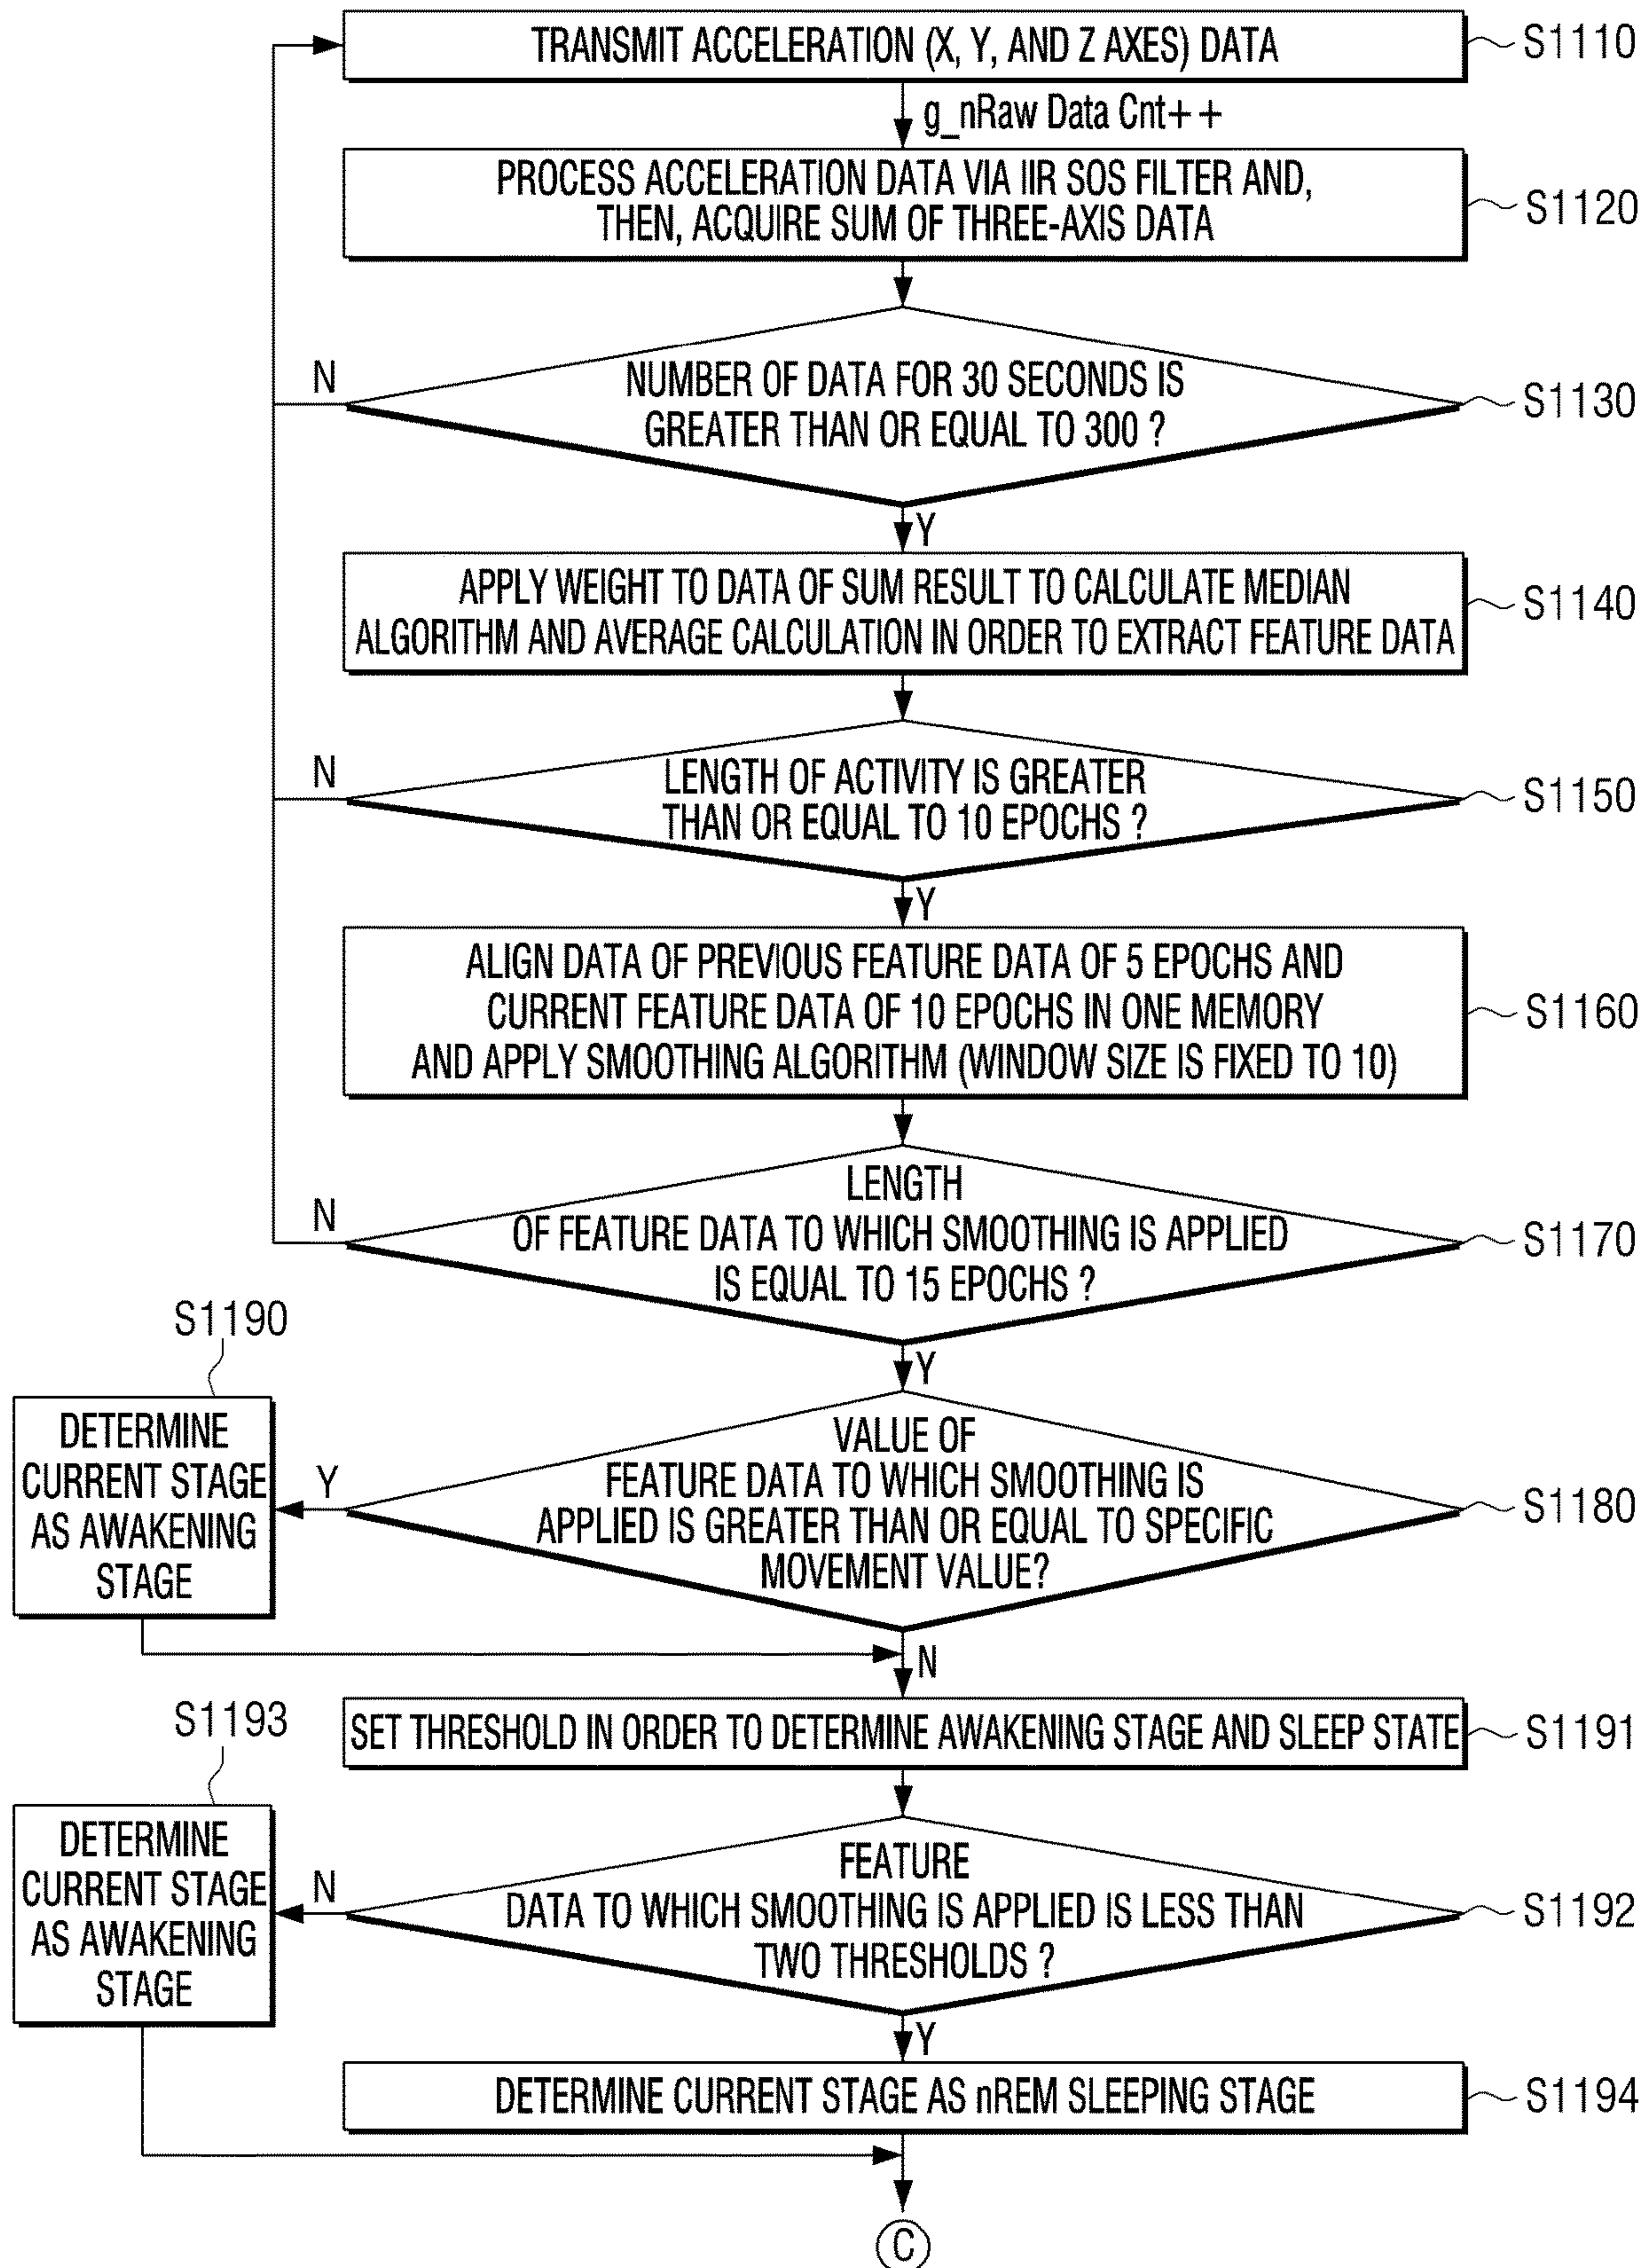 TRANSMIT ACCELERATION (X, Y, AND Z AXES) DATA
S1110
g_nRaw Data Cnt++
PROCESS ACCELERATION DATA VIA IIR SOS FILTER AND,
THEN, ACQUIRE SUM OF THREE-AXIS DATA
S1120
N
NUMBER OF DATA FOR 30 SECONDS IS
GREATER THAN OR EQUAL TO 300 ?
S1130
Y
APPLY WEIGHT TO DATA OF SUM RESULT TO CALCULATE MEDIAN
ALGORITHM AND AVERAGE CALCULATION IN ORDER TO EXTRACT FEATURE DATA
S1140
N
LENGTH OF ACTIVITY IS GREATER
THAN OR EQUAL TO 10 EPOCHS ?
S1150
Y
ALIGN DATA OF PREVIOUS FEATURE DATA OF 5 EPOCHS AND
CURRENT FEATURE DATA OF 10 EPOCHS IN ONE MEMORY
AND APPLY SMOOTHING ALGORITHM (WINDOW SIZE IS FIXED TO 10)
S1160
N
LENGTH
OF FEATURE DATA TO WHICH SMOOTHING IS APPLIED
IS EQUAL TO 15 EPOCHS ?
S1170
Y
S1190
DETERMINE
CURRENT STAGE
AS AWAKENING
STAGE
Y
VALUE OF
FEATURE DATA TO WHICH SMOOTHING IS
APPLIED IS GREATER THAN OR EQUAL TO SPECIFIC
MOVEMENT VALUE?
S1180
N
SET THRESHOLD IN ORDER TO DETERMINE AWAKENING STAGE AND SLEEP STATE
S1191
S1193
DETERMINE
CURRENT STAGE
AS AWAKENING
STAGE
N
FEATURE
DATA TO WHICH SMOOTHING IS APPLIED IS LESS THAN
TWO THRESHOLDS ?
S1192
Y
DETERMINE CURRENT STAGE AS nREM SLEEPING STAGE
S1194
C